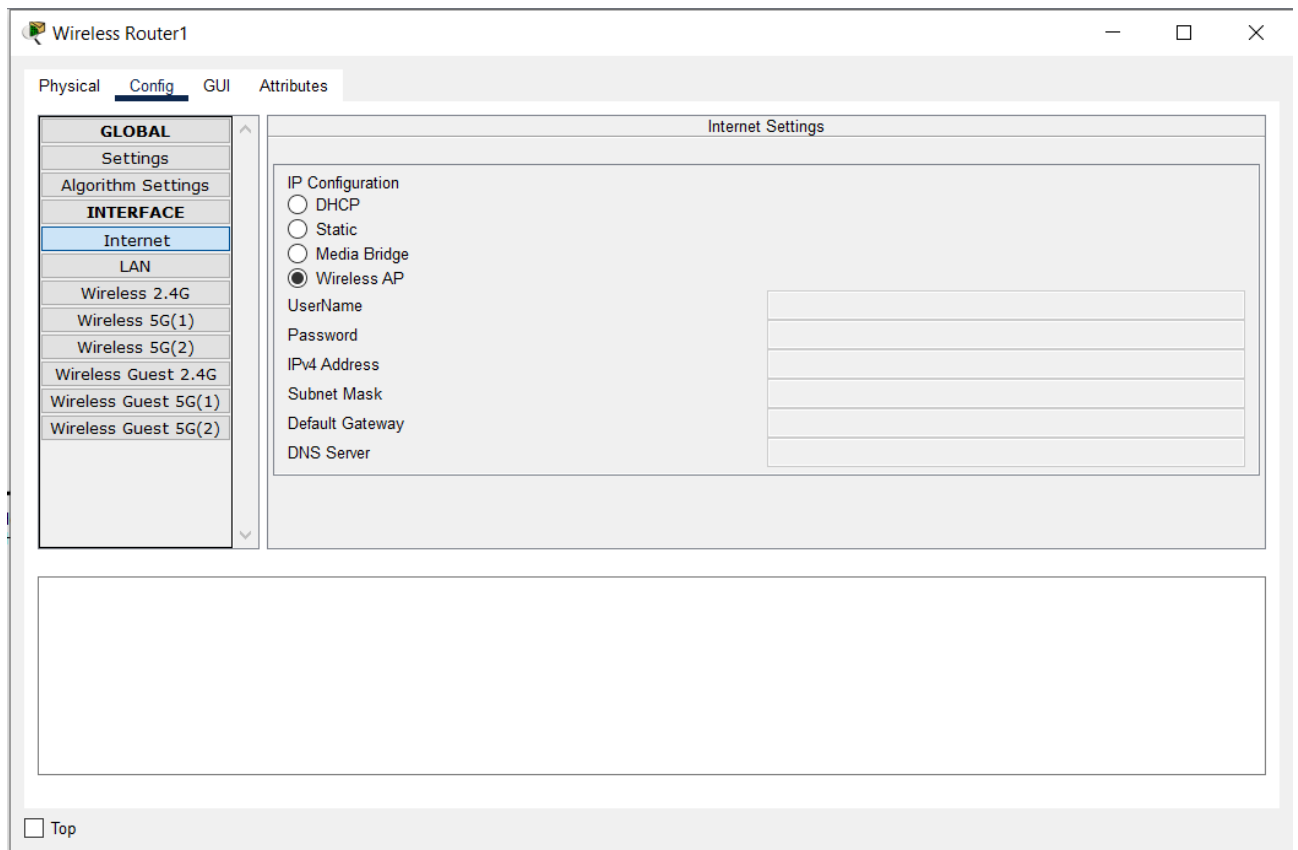 Wireless Router1
Physical Config GUI Attributes
GLOBAL
Settings
Algorithm Settings
INTERFACE
Internet
LAN
Wireless 2.4G
Wireless 5G(1)
Wireless 5G(2)
Wireless Guest 2.4G
Wireless Guest 5G(1)
Wireless Guest 5G(2)
Internet Settings
IP Configuration
DHCP
Static
Media Bridge
Wireless AP
UserName
Password
IPv4 Address
Subnet Mask
Default Gateway
DNS Server
Top